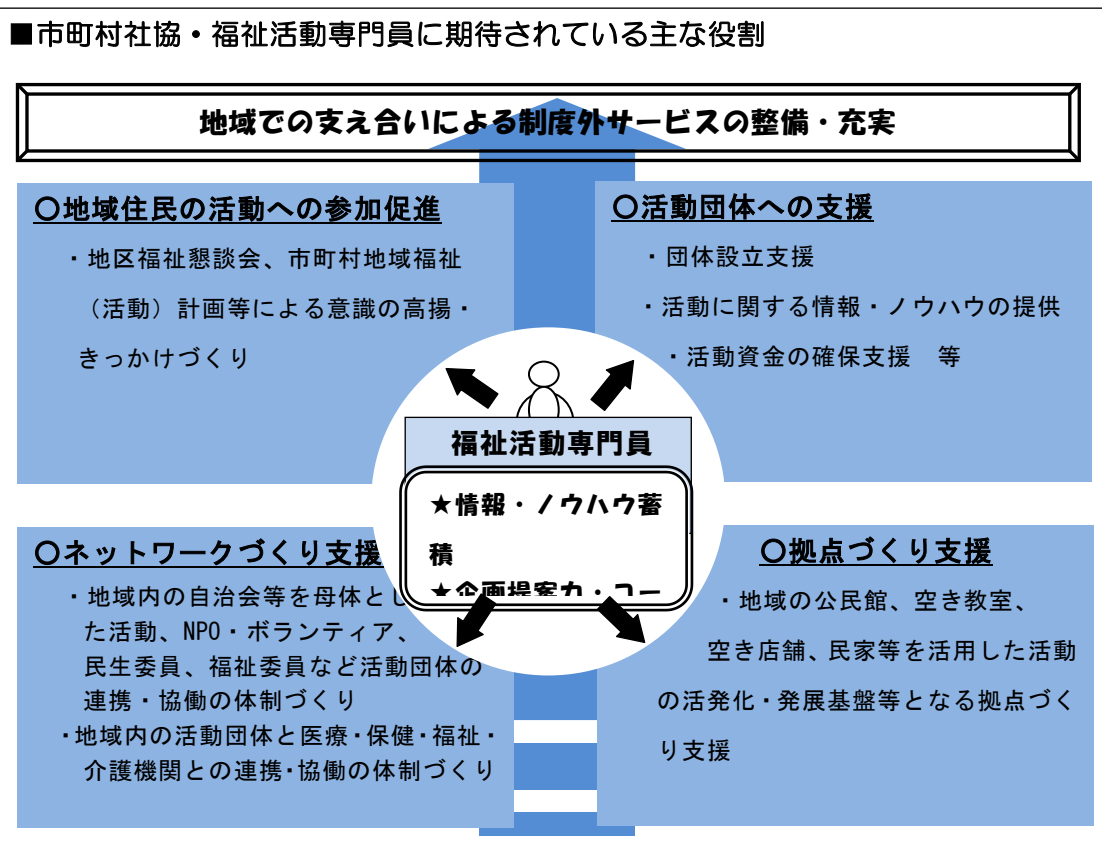 ■市町村社協・福祉活動専門員に期待されている主な役割
地域での支え合いによる制度外サービスの整備・充実
〇地域住民の活動への参加促進
・地区福祉懇談会、市町村地域福祉
（活動）計画等による意識の高揚・
きっかけづくり
〇活動団体への支援
・団体設立支援
・活動に関する情報・ノウハウの提供
・活動資金の確保支援　等
福祉活動専門員
★情報・ノウハウ蓄
積
★企画提案力・コー
〇ネットワークづくり支援
・地域内の自治会等を母体とし
た活動、NPO・ボランティア、
民生委員、福祉委員など活動団体の
連携・協働の体制づくり
・地域内の活動団体と医療・保健・福祉・
介護機関との連携・協働の体制づくり
〇拠点づくり支援
・地域の公民館、空き教室、
空き店舗、民家等を活用した活動
の活発化・発展基盤等となる拠点づく
り支援